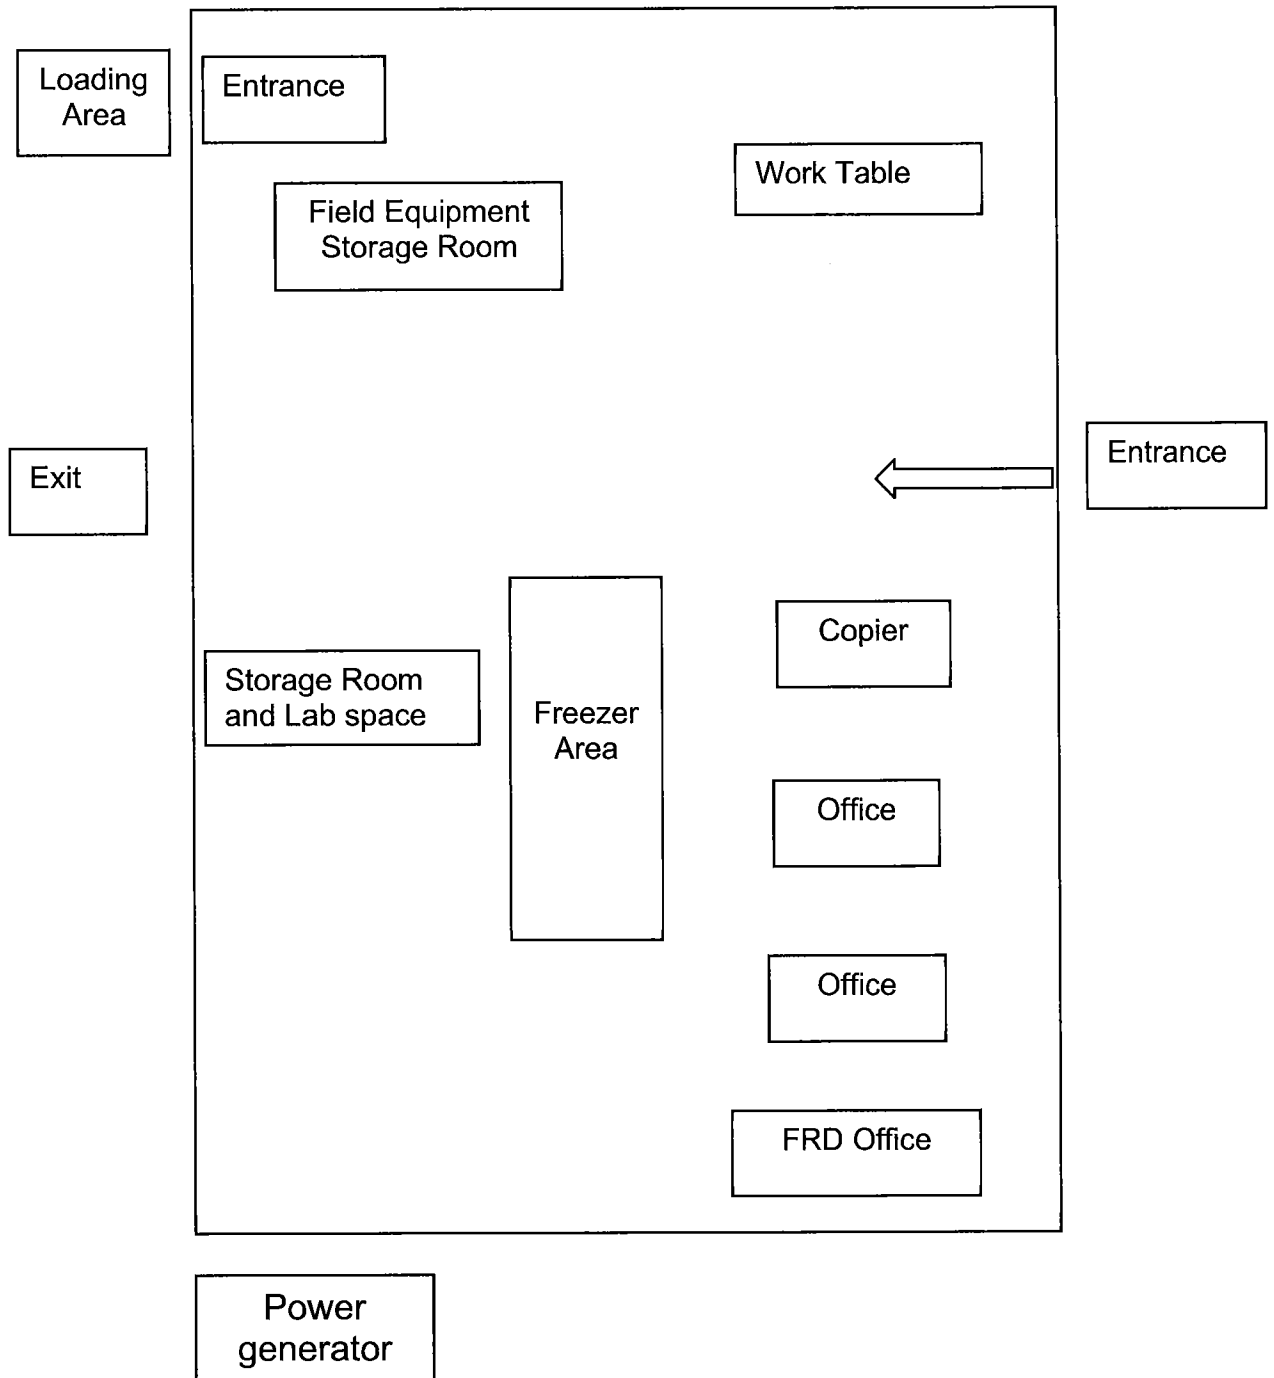 Loading
Area
Entrance
Work Table
Field Equipment
Storage Room
Entrance
Exit
Copier
Storage Room
and Lab space
Freezer
Area
Office
Office
FRD Office
Power
generator